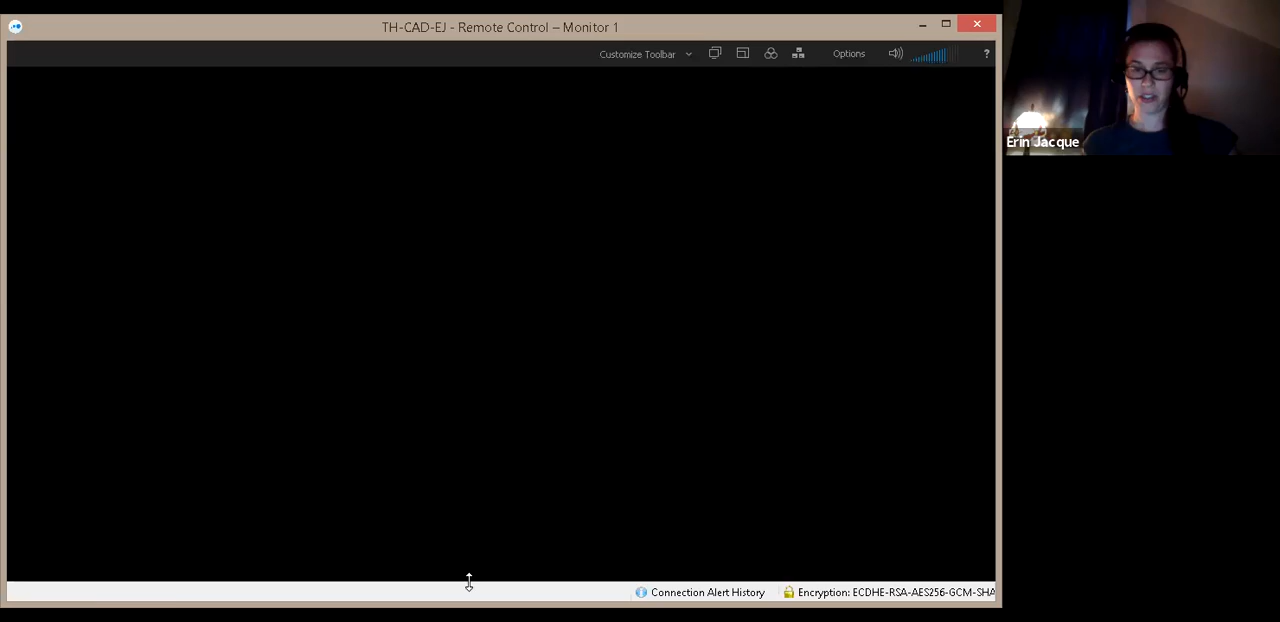 TH-CAD-EJ - Remote Control – Monitor 1
Customize Toolbar
Options
?
Erin Jacque
Connection Alert History
Encryption: ECDHE-RSA-AES256-GCM-SHA